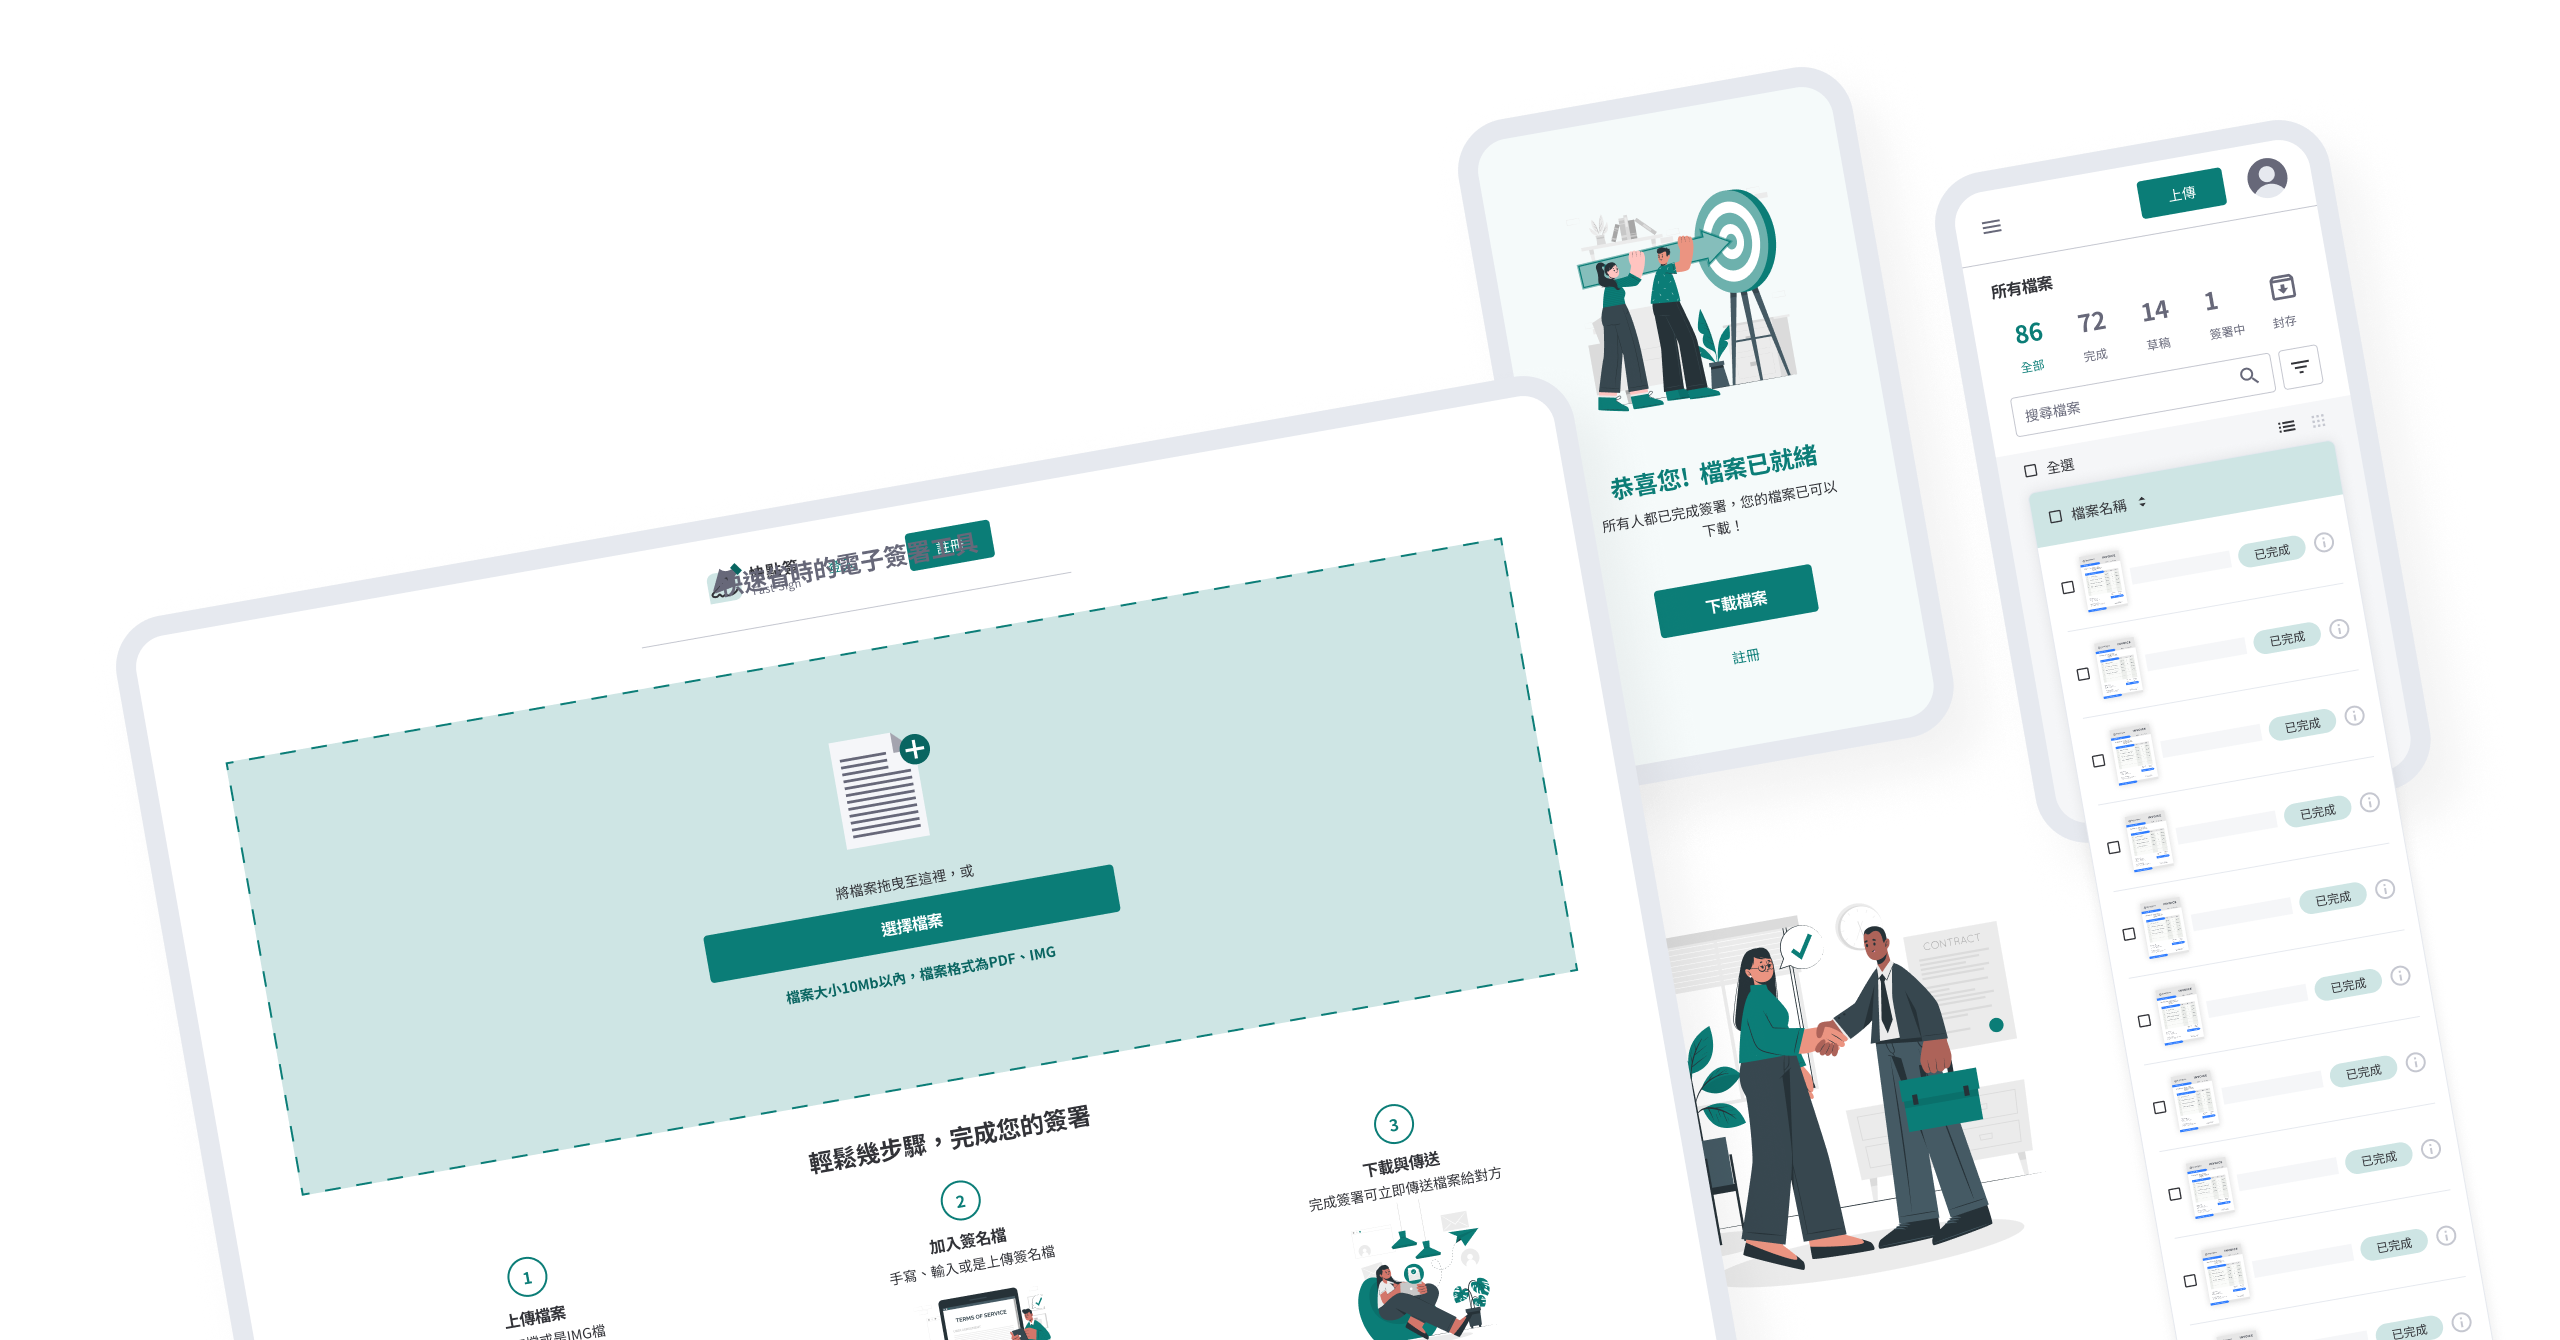 快點簽
Fast Sign
註冊
快速省時的電子簽署工具
將檔案拖曳至這裡，或
選擇檔案
檔案大小10Mb以內，檔案格式為PDF、IMG
輕鬆幾步驟，完成您的簽署
1
上傳檔案
檔或是IMG檔
2
加入簽名檔
手寫、輸入或是上傳簽名檔
TERMS OF SERVICE
3
下載與傳送
完成簽署可立即傳送檔案給對方
恭喜您！檔案已就緒
所有人都已完成簽署，您的檔案已可以
下載！
下載檔案
註冊
CONTRACT
上傳
所有檔案
86
全部
72
完成
14
草稿
1
簽署中
封存
搜尋檔案
全選
檔案名稱
已完成
已完成
已完成
已完成
已完成
已完成
已完成
已完成
已完成
已完成